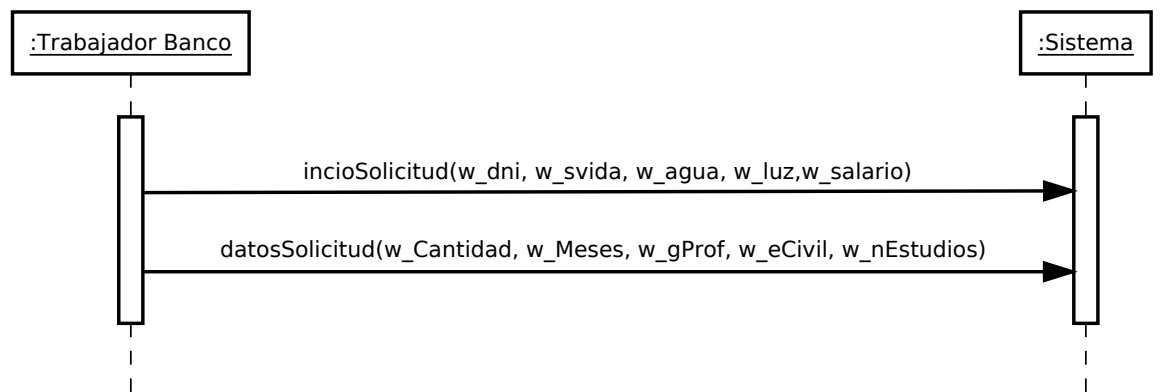 :Trabajador Banco
:Sistema
incioSolicitud(w_dni, w_svida, w_agua, w_luz,w_salario)
datosSolicitud(w_Cantidad, w_Meses, w_gProf, w_eCivil, w_nEstudios)